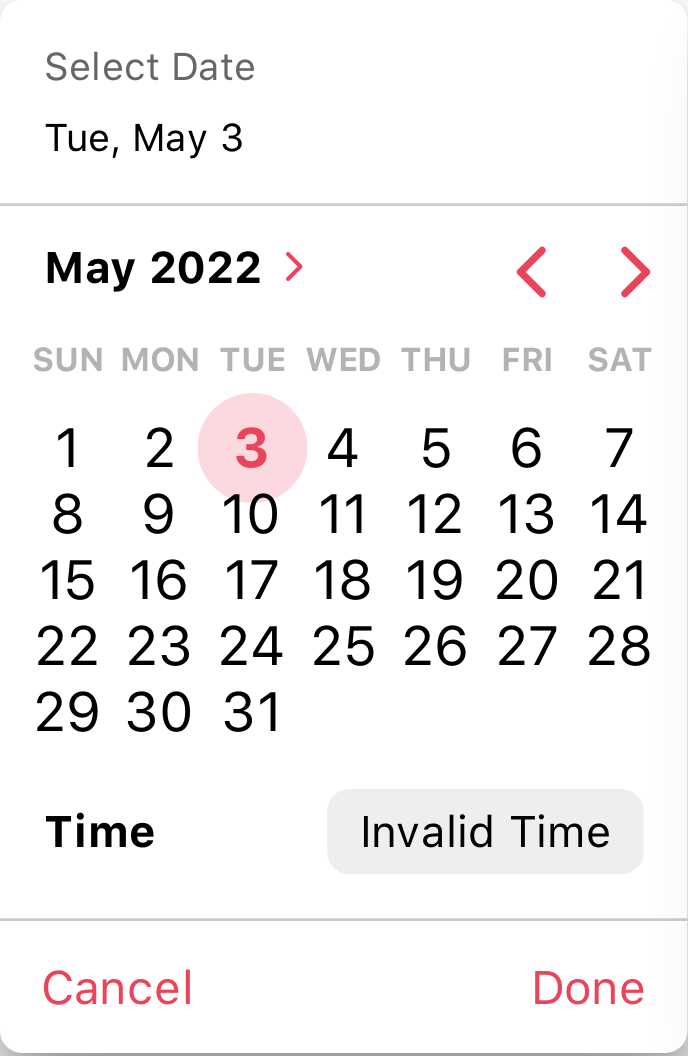 Select Date
Tue, May 3
May 2022
SUN MON TUE WED THU FRI SAT
1 2 3 4 5 6 7
8 9 10 11 12 13 14
15 16 17 18 19 20 21
22 23 24 25 26 27 28
29 30 31
Time Invalid Time
Cancel Done